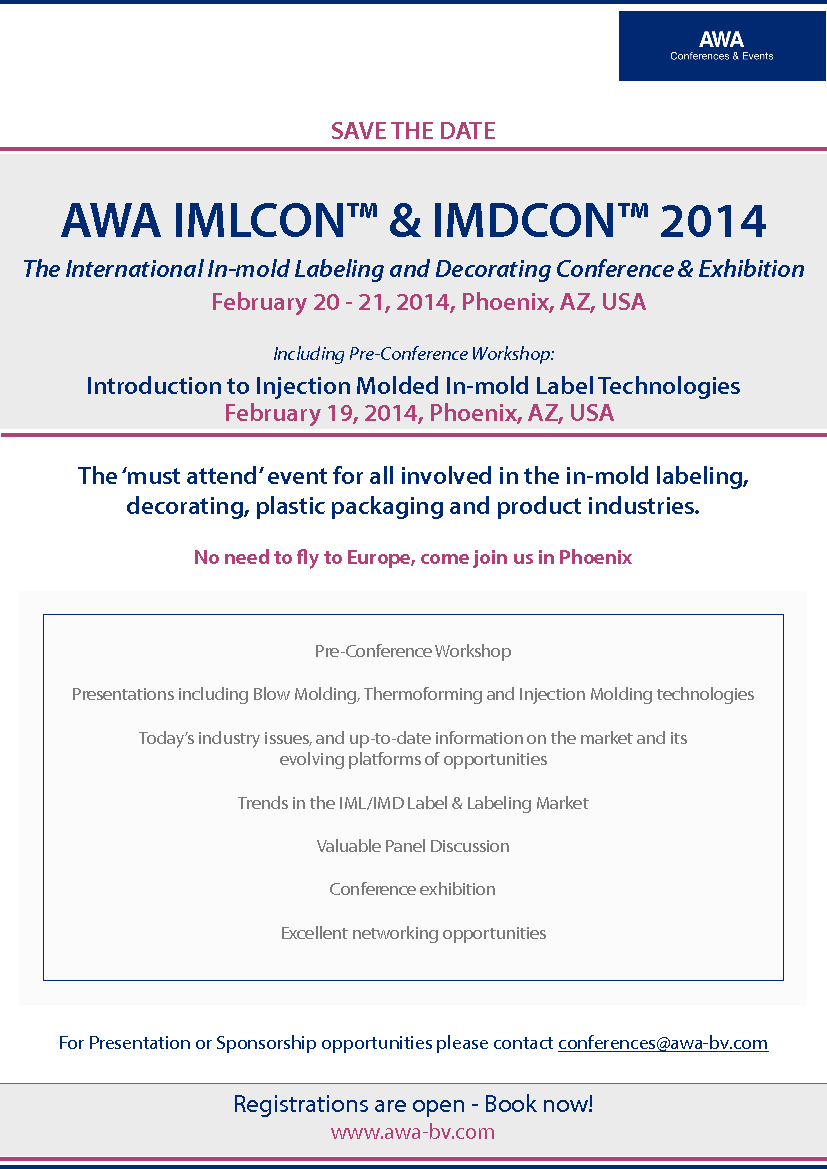 AWA
Conferences & Events
SAVE THE DATE
AWA IMLCON™ & IMDCON™ 2014
The International In-mold Labeling and Decorating Conference & Exhibition
February 20 - 21, 2014, Phoenix, AZ, USA
Including Pre-Conference Workshop:
Introduction to Injection Molded In-mold Label Technologies
February 19, 2014, Phoenix, AZ, USA
The ‘must attend’ event for all involved in the in-mold labeling,
decorating, plastic packaging and product industries.
No need to fly to Europe, come join us in Phoenix
Pre-Conference Workshop
Presentations including Blow Molding, Thermoforming and Injection Molding technologies
Today’s industry issues, and up-to-date information on the market and its
evolving platforms of opportunities
Trends in the IML/IMD Label & Labeling Market
Valuable Panel Discussion
Conference exhibition
Excellent networking opportunities
For Presentation or Sponsorship opportunities please contact conferences@awa-bv.com
Registrations are open - Book now!
www.awa-bv.com